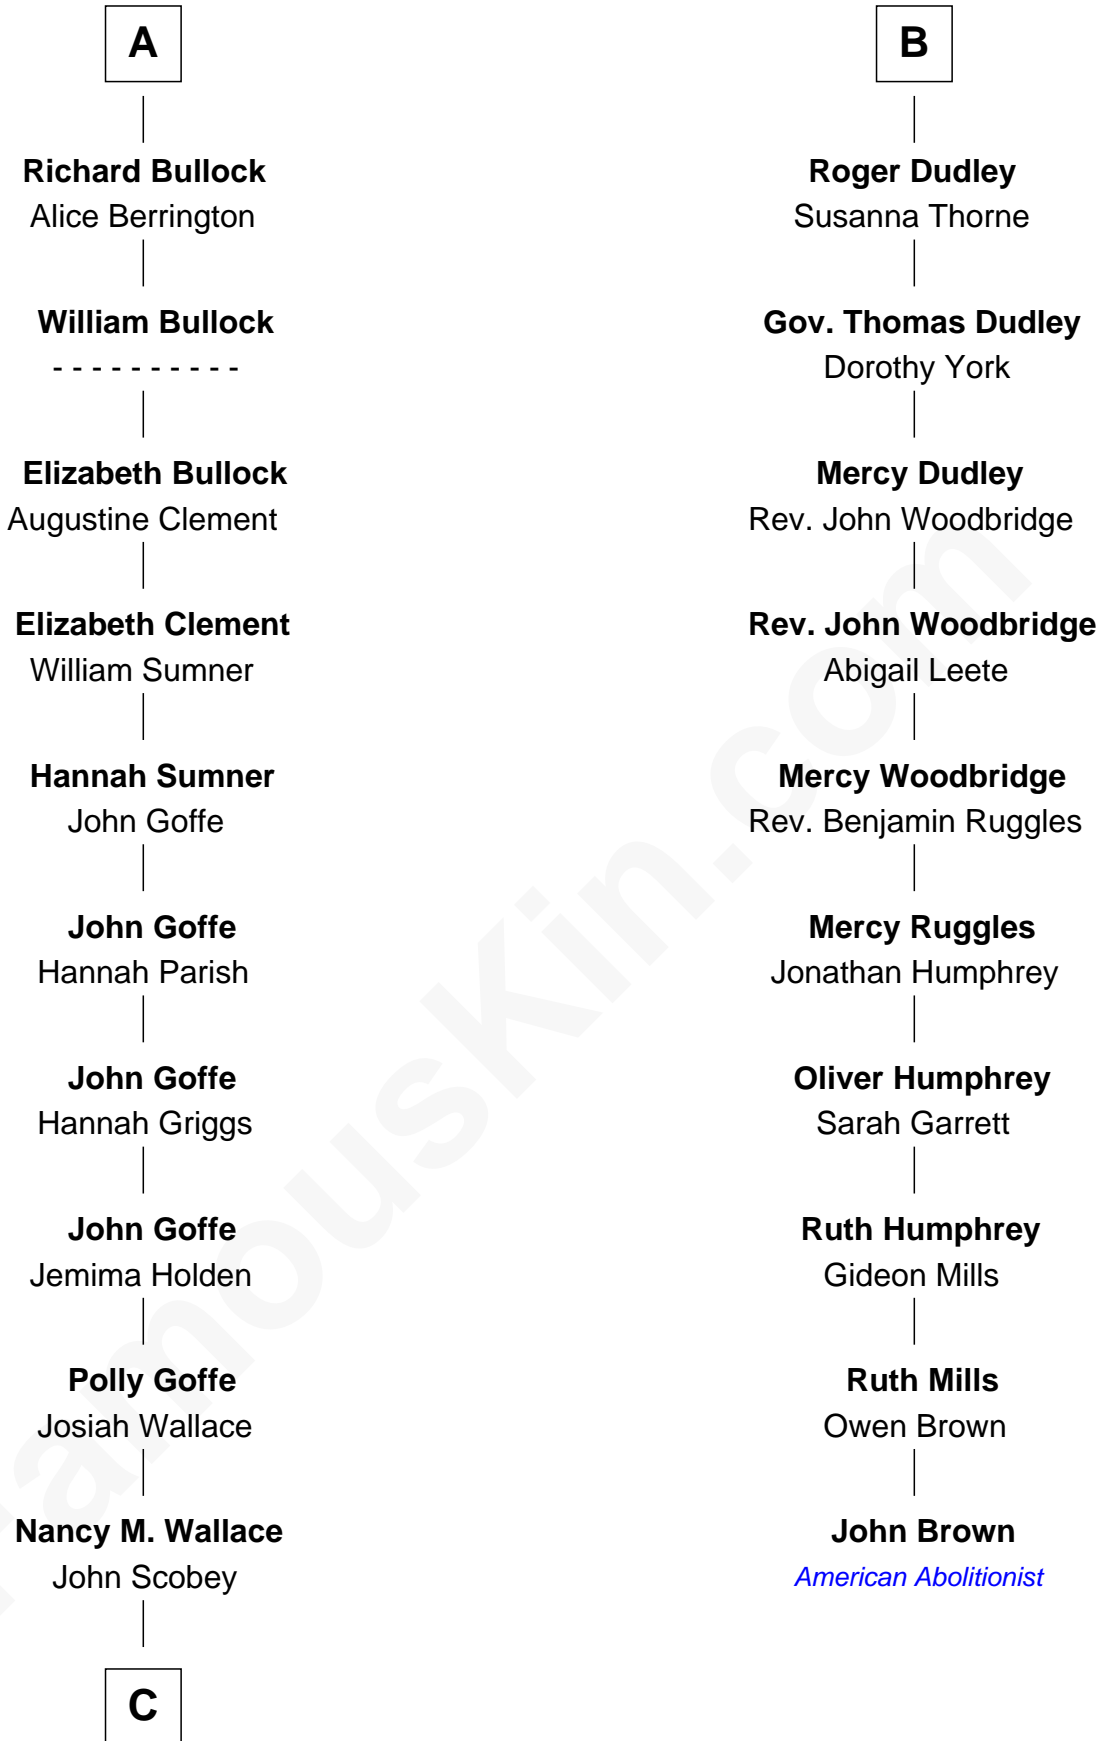 A
Richard Bullock
Alice Berrington
William Bullock
- - - - - - - - - -
Elizabeth Bullock
Augustine Clement
Elizabeth Clement
William Sumner
Hannah Sumner
John Goffe
John Goffe
Hannah Parish
John Goffe
Hannah Griggs
John Goffe
Jemima Holden
Polly Goffe
Josiah Wallace
Nancy M. Wallace
John Scobey
C
B
Roger Dudley
Susanna Thorne
Gov. Thomas Dudley
Dorothy York
Mercy Dudley
Rev. John Woodbridge
Rev. John Woodbridge
Abigail Leete
Mercy Woodbridge
Rev. Benjamin Ruggles
Mercy Ruggles
Jonathan Humphrey
Oliver Humphrey
Sarah Garrett
Ruth Humphrey
Gideon Mills
Ruth Mills
Owen Brown
John Brown
American Abolitionist
FamousKin.com